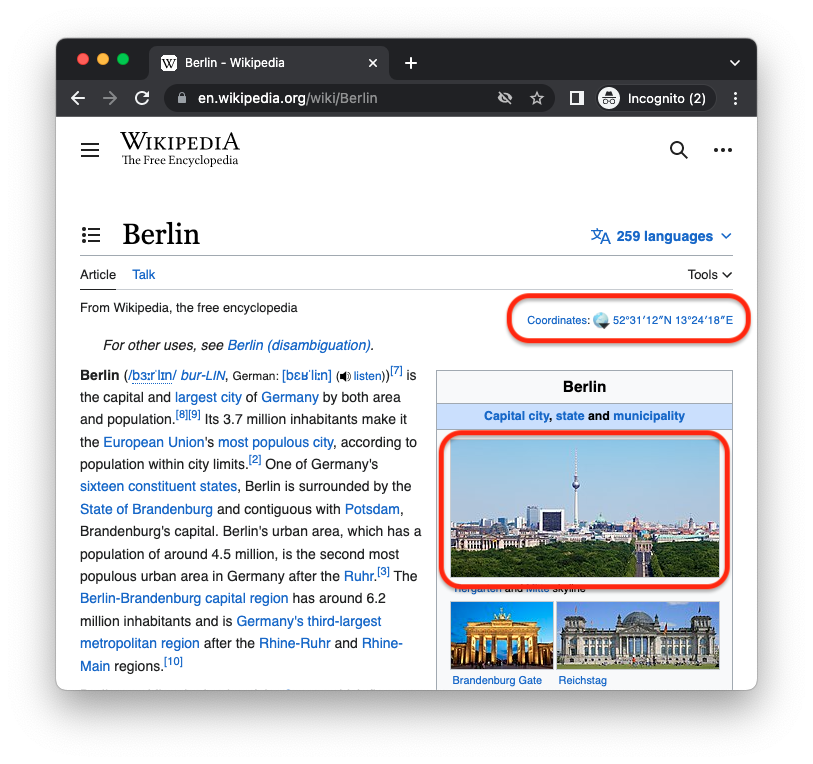 Berlin - Wikipedia
en.wikipedia.org/wiki/Berlin
Incognito (2)
WIKIPEDIA
The Free Encyclopedia
Berlin
259 languages
Article Talk
Tools
From Wikipedia, the free encyclopedia
Coordinates: 52°31′12″N 13°24′18″E
For other uses, see Berlin (disambiguation).
Berlin (/bɜːrˈlɪn/ bur-LIN, German: [bɛʁˈliːn] (listen))[7] is
the capital and largest city of Germany by both area
and population.[8][9] Its 3.7 million inhabitants make it
the European Union's most populous city, according to
population within city limits.[2] One of Germany's
sixteen constituent states, Berlin is surrounded by the
State of Brandenburg and contiguous with Potsdam,
Brandenburg's capital. Berlin's urban area, which has a
population of around 4.5 million, is the second most
populous urban area in Germany after the Ruhr.[3] The
Berlin-Brandenburg capital region has around 6.2
million inhabitants and is Germany's third-largest
metropolitan region after the Rhine-Ruhr and Rhine-
Main regions.[10]
Berlin
Capital city, state and municipality
Tiergarten and Mitte skyline
Brandenburg Gate Reichstag